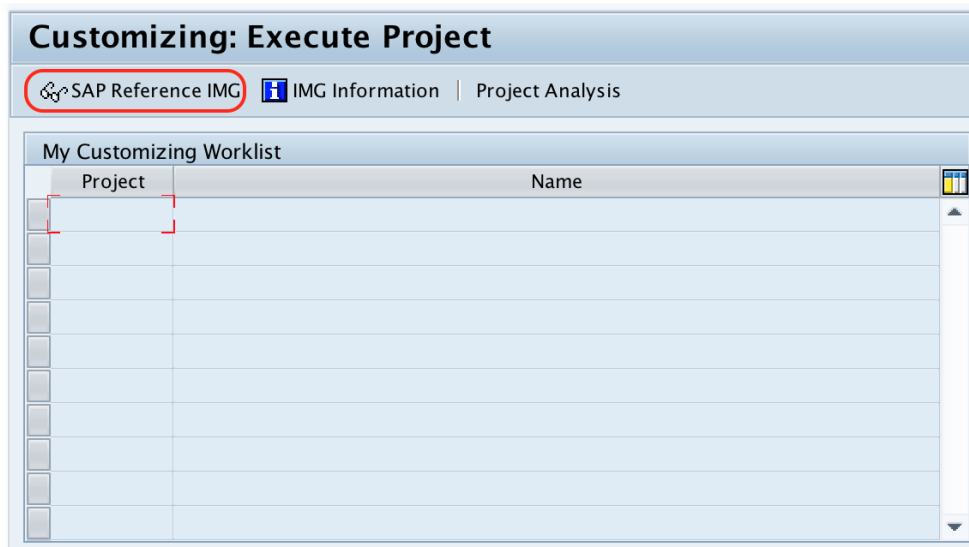 Customizing: Execute Project
SAP Reference IMG IMG Information Project Analysis
My Customizing Worklist
Project Name